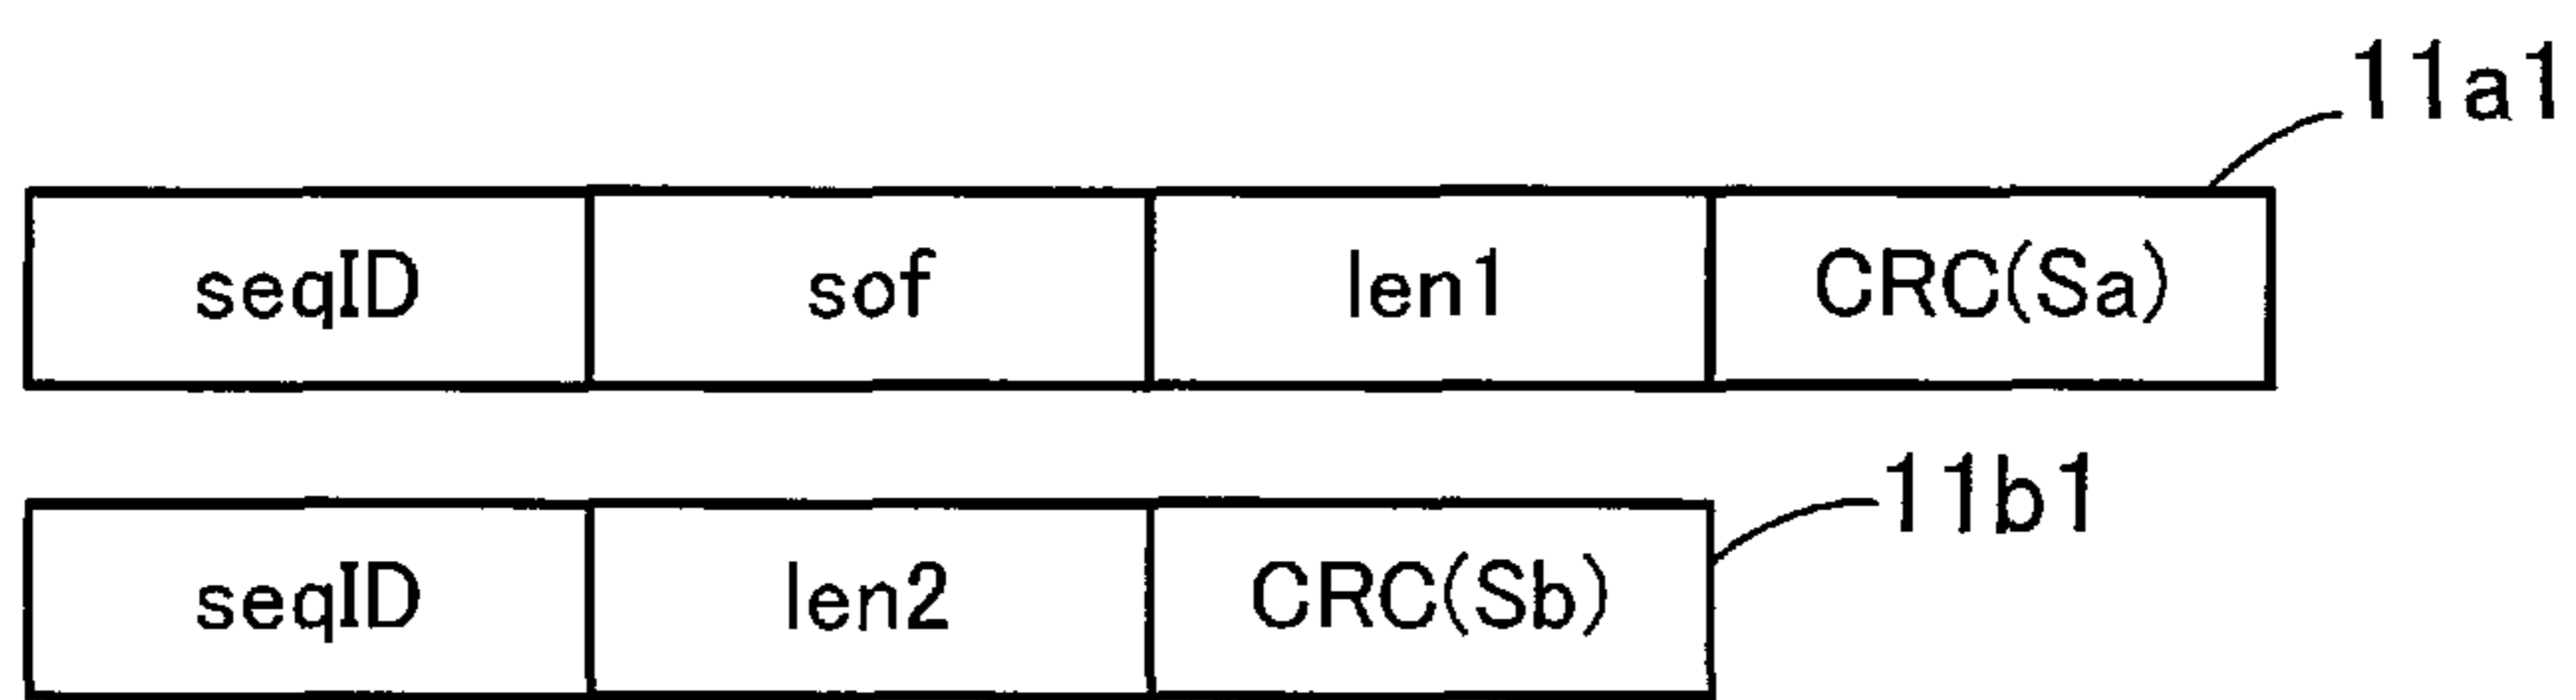 11a1
seqID sof len1 CRC(Sa)
11b1
seqID len2 CRC(Sb)